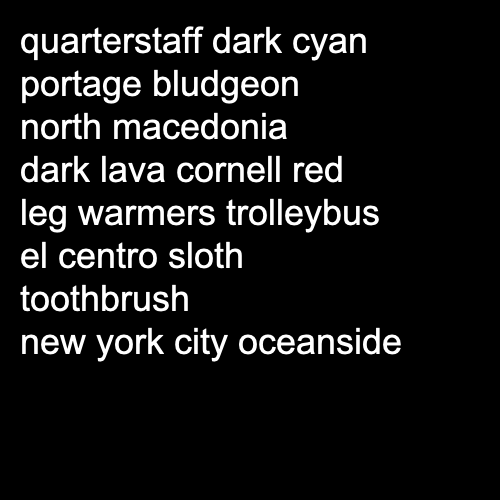 quarterstaff dark cyan
portage bludgeon
north macedonia
dark lava cornell red
leg warmers trolleybus
el centro sloth
toothbrush
new york city oceanside